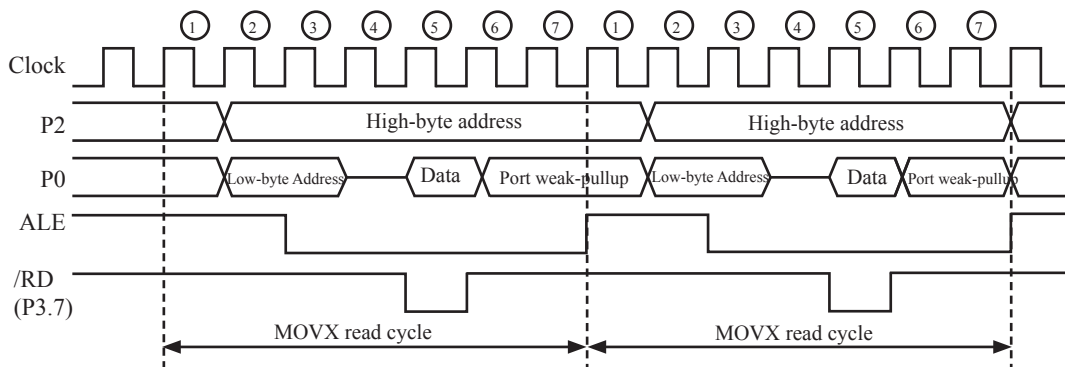 1 2 3 4 5 6 7 1 2 3 4 5 6 7
Clock
P2 High-byte address High-byte address
P0 Low-byte Address Data Port weak-pullup Low-byte Address Data Port weak-pullup
ALE
/RD
(P3.7)
MOVX read cycle MOVX read cycle